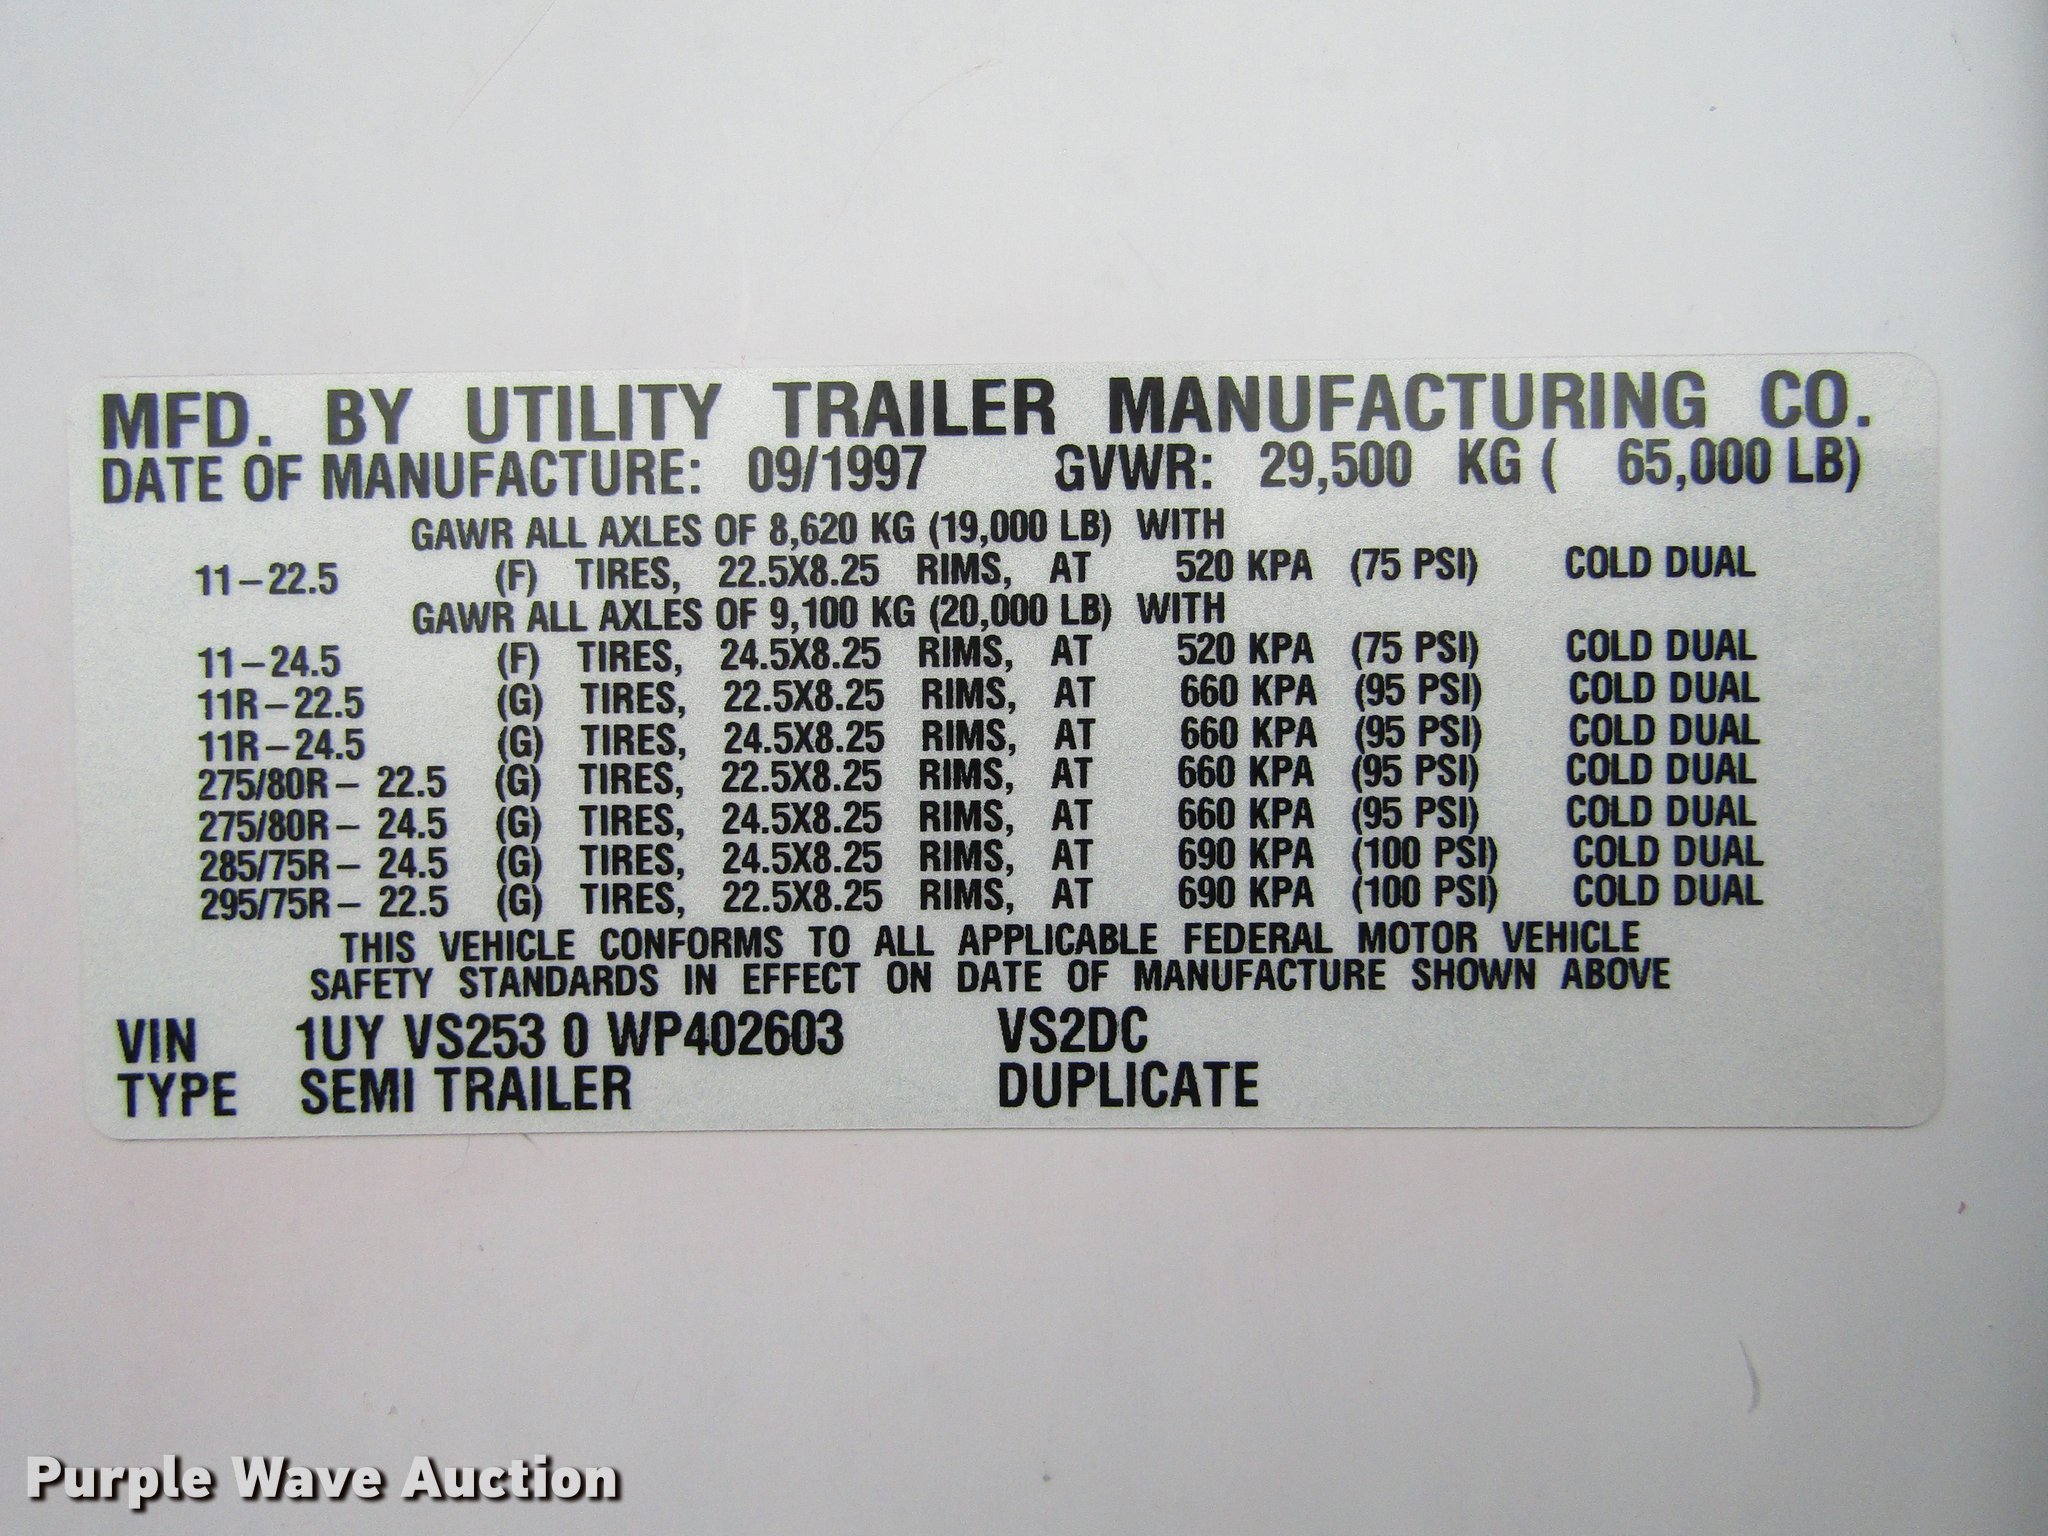 MFD. BY UTILITY TRAILER MANUFACTURING CO.
DATE OF MANUFACTURE: 09/1997 GVWR: 29,500 KG ( 65,000 LB)
GAWR ALL AXLES OF 8,620 KG (19,000 LB) WITH
11-22.5 (F) TIRES, 22.5X8.25 RIMS, AT 520 KPA (75 PSI) COLD DUAL
GAWR ALL AXLES OF 9,100 KG (20,000 LB) WITH
11-24.5 (F) TIRES, 24.5X8.25 RIMS, AT 520 KPA (75 PSI) COLD DUAL
11R-22.5 (G) TIRES, 22.5X8.25 RIMS, AT 660 KPA (95 PSI) COLD DUAL
11R-24.5 (G) TIRES, 24.5X8.25 RIMS, AT 660 KPA (95 PSI) COLD DUAL
275/80R- 22.5 (G) TIRES, 22.5X8.25 RIMS, AT 660 KPA (95 PSI) COLD DUAL
275/80R- 24.5 (G) TIRES, 24.5X8.25 RIMS, AT 660 KPA (95 PSI) COLD DUAL
285/75R- 24.5 (G) TIRES, 24.5X8.25 RIMS, AT 690 KPA (100 PSI) COLD DUAL
295/75R- 22.5 (G) TIRES, 22.5X8.25 RIMS, AT 690 KPA (100 PSI) COLD DUAL
THIS VEHICLE CONFORMS TO ALL APPLICABLE FEDERAL MOTOR VEHICLE
SAFETY STANDARDS IN EFFECT ON DATE OF MANUFACTURE SHOWN ABOVE
VIN 1UY VS253 0 WP402603 VS2DC
TYPE SEMI TRAILER DUPLICATE
Purple Wave Auction